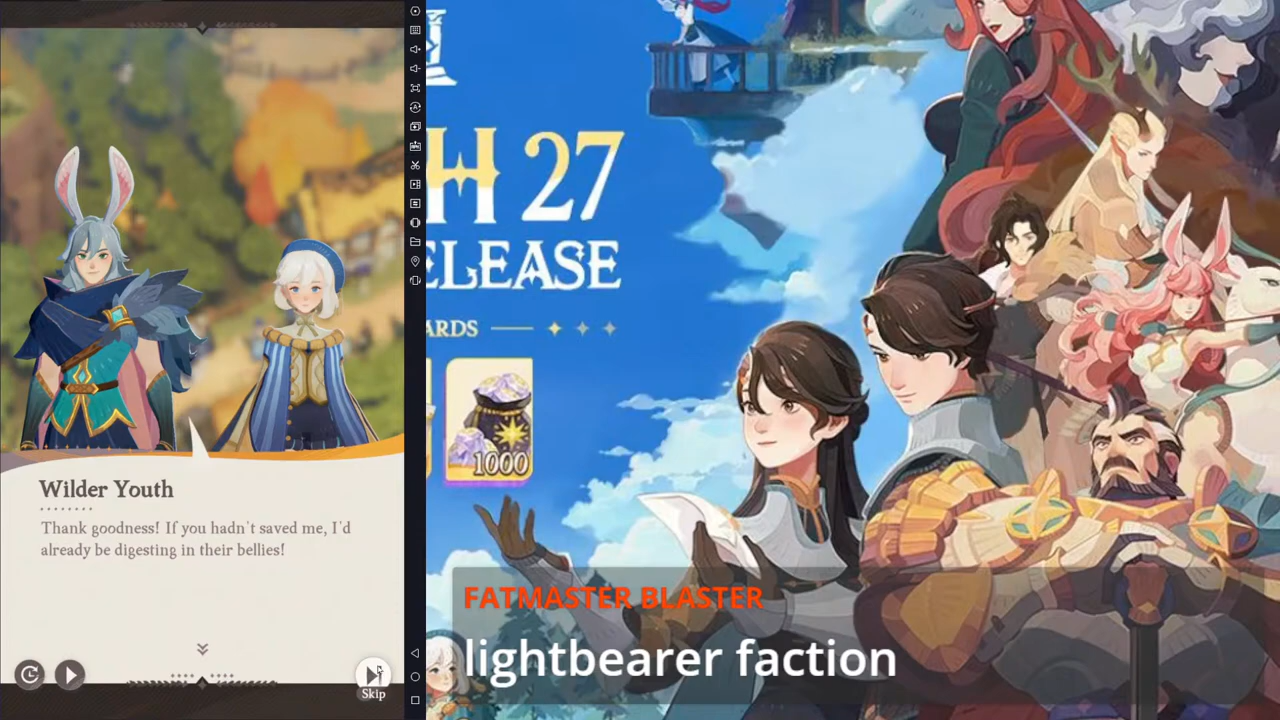 Wilder Youth
Thank goodness! If you hadn't saved me, I'd
already be digesting in their bellies!
Skip
H 27
ELEASE
ARDS
1000
FATMASTER BLASTER
lightbearer faction